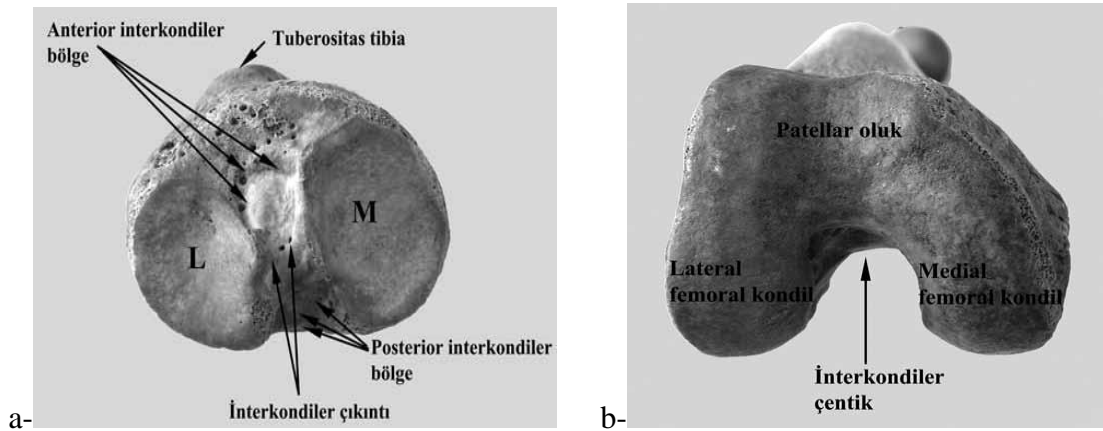 Anterior interkondiler
bölge
Tuberositas tibia
L
M
Posterior interkondiler
bölge
İnterkondiler çıkıntı
a-
Patellar oluk
Lateral
femoral kondil
Medial
femoral kondil
İnterkondiler
çentik
b-